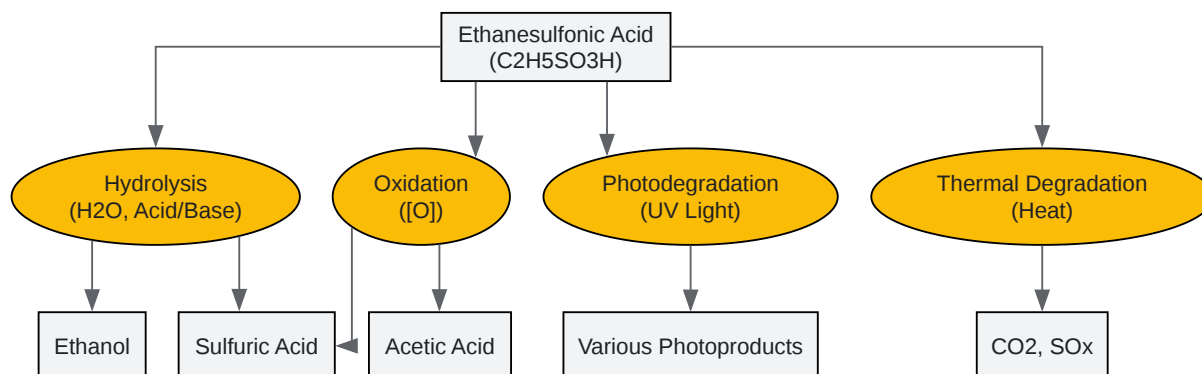 Ethanesulfonic Acid
(C2H5SO3H)
Hydrolysis
(H2O, Acid/Base)
Oxidation
([O])
Photodegradation
(UV Light)
Thermal Degradation
(Heat)
Ethanol
Sulfuric Acid
Acetic Acid
Various Photoproducts
CO2, SOx